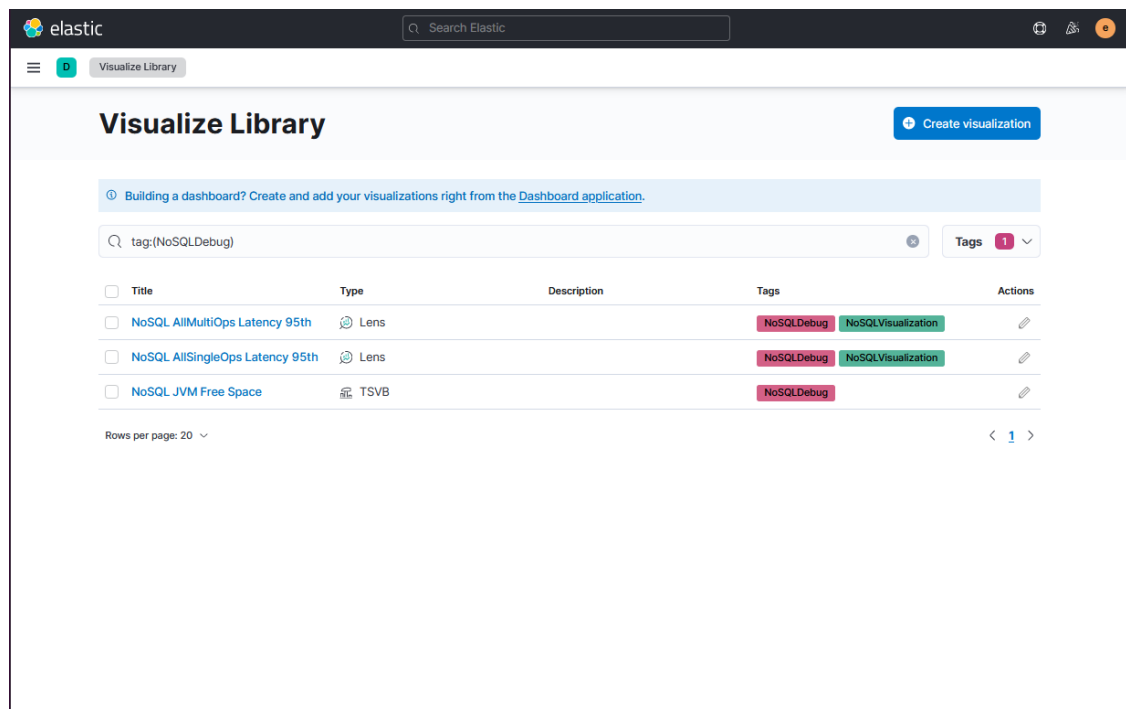 elastic
Search Elastic
e
D
Visualize Library
Visualize Library
Create visualization
Building a dashboard? Create and add your visualizations right from the Dashboard application.
tag:(NoSQLDebug)
Tags 1
Title Type Description Tags Actions
NoSQL AllMultiOps Latency 95th Lens NoSQLDebug NoSQLVisualization
NoSQL AllSingleOps Latency 95th Lens NoSQLDebug NoSQLVisualization
NoSQL JVM Free Space TSVB NoSQLDebug
Rows per page: 20
1